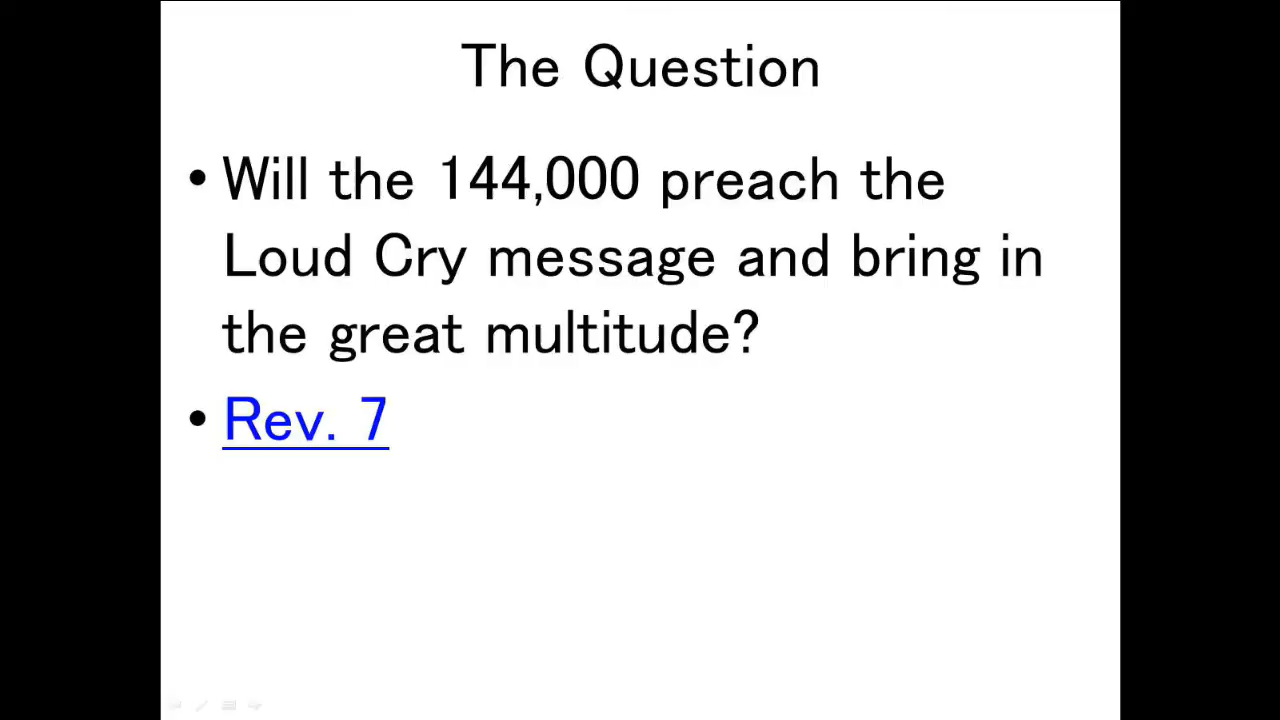 The Question
• Will the 144,000 preach the
Loud Cry message and bring in
the great multitude?
• Rev. 7